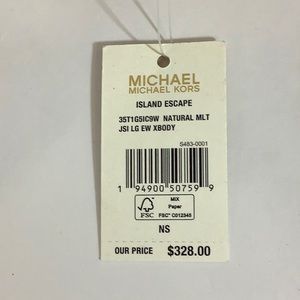 MICHAEL
MICHAEL KORS
ISLAND ESCAPE
35T1G5IC9W NATURAL MLT
JSI LG EW XBODY
S483-0001
1 94900 50759 9
FSC
MIX
Paper
FSC® C012345
NS
OUR PRICE $328.00